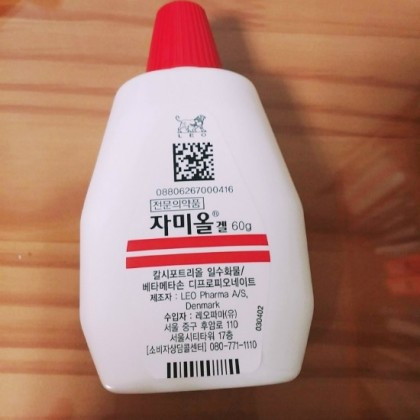 08806267000416
전문의약품
자미올® 겔 60g
칼시포트리올 일수화물/
베타메타손 디프로피오네이트
제조자 : LEO Pharma A/S,
Denmark
수입자 : 레오파마(유)
서울 중구 후암로 110
서울시티타워 17층
[소비자상담콜센터] 080-771-1110
030402